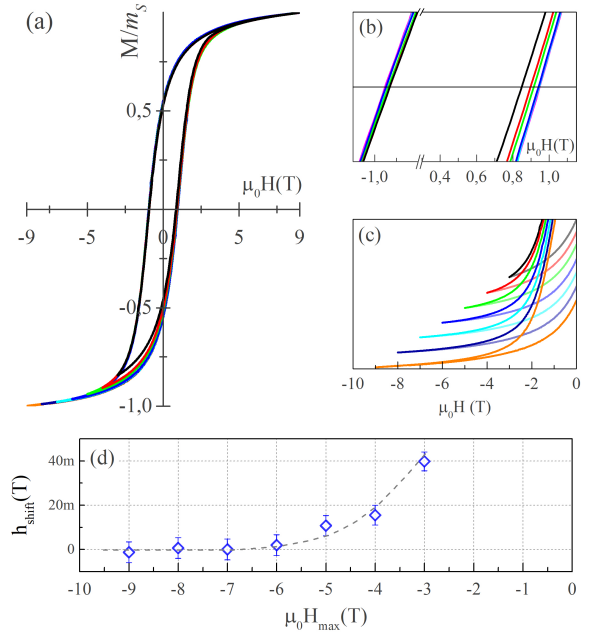 (a)
M/m_S
0,5
μ₀H(T)
-9 -5 5 9
-0,5
-1,0
(b)
μ₀H(T)
-1,0 0,4 0,6 0,8 1,0
(c)
-10 -8 -6 -4 -2 0
μ₀H (T)
(d)
h_shift(T)
40m
20m
0
-10 -9 -8 -7 -6 -5 -4 -3 -2 -1 0
μ₀H_max(T)